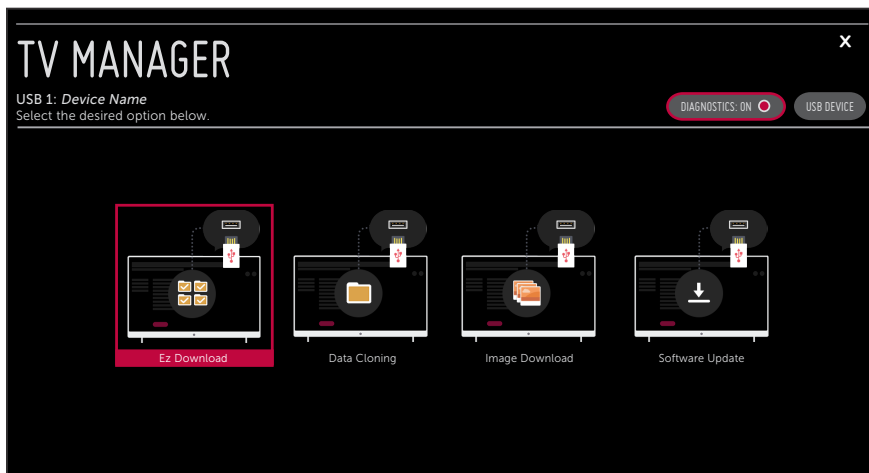 TV MANAGER
X
USB 1: Device Name
Select the desired option below.
DIAGNOSTICS: ON
USB DEVICE
Ez Download
Data Cloning
Image Download
Software Update